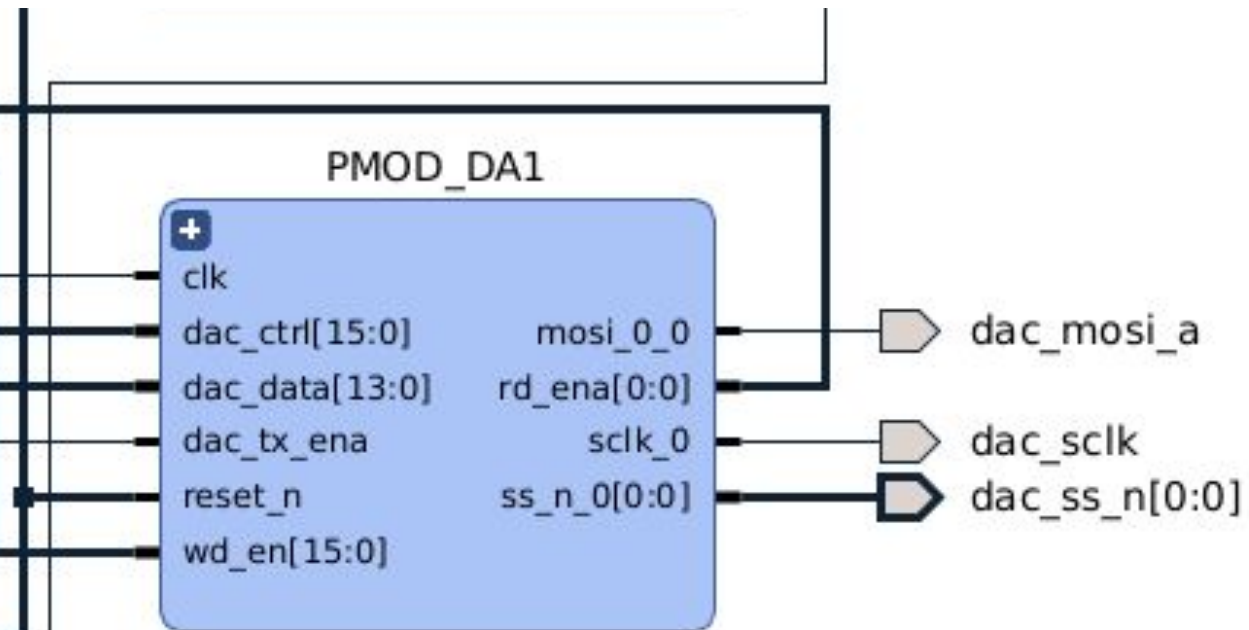 PMOD_DA1
clk
dac_ctrl[15:0]
mosi_0_0
dac_mosi_a
dac_data[13:0]
rd_ena[0:0]
dac_tx_ena
sclk_0
dac_sclk
reset_n
ss_n_0[0:0]
dac_ss_n[0:0]
wd_en[15:0]